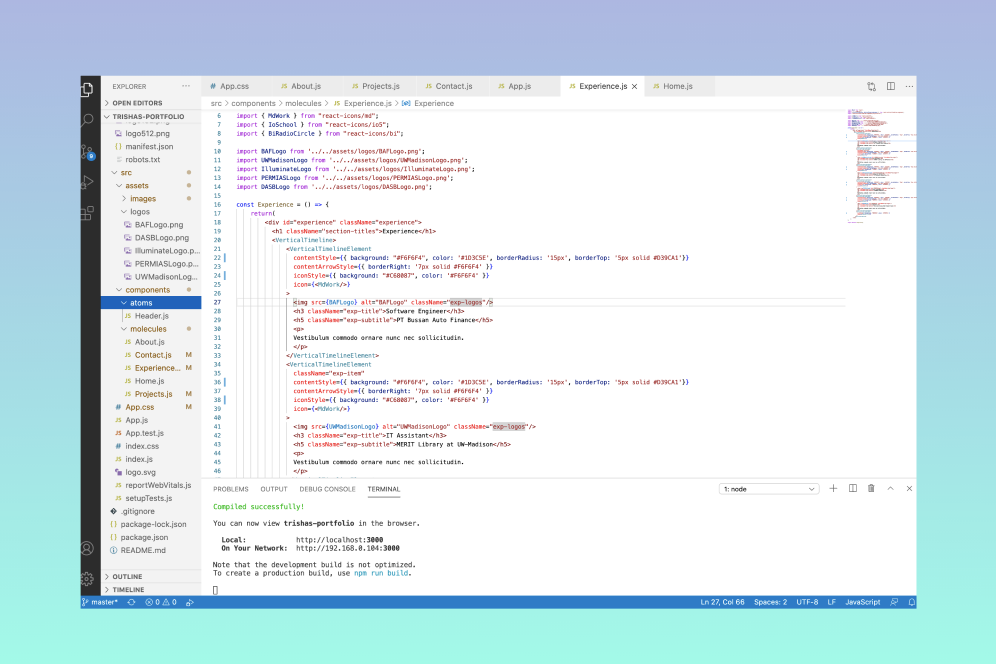 EXPLORER
OPEN EDITORS
TRISHAS-PORTFOLIO
logo512.png
{} manifest.json
robots.txt
src
assets
images
logos
BAFLogo.png
DASBLogo.png
IlluminateLogo.p...
PERMIASLogo.p...
UWMadisonLog...
components
atoms
JS Header.js
molecules
JS About.js
JS Contact.js M
JS Experience... M
JS Home.js
JS Projects.js M
# App.css M
JS App.js
JS App.test.js
# index.css
JS index.js
logo.svg
JS reportWebVitals.js
JS setupTests.js
.gitignore
{} package-lock.json
{} package.json
README.md
OUTLINE
TIMELINE
# App.css JS About.js JS Projects.js JS Contact.js JS App.js JS Experience.js JS Home.js
src > components > molecules > JS Experience.js > Experience
6 import { MdWork } from "react-icons/md";
7 import { IoSchool } from "react-icons/io5";
8 import { BiRadioCircle } from "react-icons/bi";
9
10 import BAFLogo from '../../assets/logos/BAFLogo.png';
11 import UWMadisonLogo from '../../assets/logos/UWMadisonLogo.png';
12 import IlluminateLogo from '../../assets/logos/IlluminateLogo.png';
13 import PERMIASLogo from '../../assets/logos/PERMIASLogo.png';
14 import DASBLogo from '../../assets/logos/DASBLogo.png';
15
16 const Experience = () => {
17 return(
18 <div id="experience" className="experience">
19 <h1 className="section-titles">Experience</h1>
20 <VerticalTimeline>
21 <VerticalTimelineElement
22 contentStyle={{ background: "#F6F6F4", color: '#1D3C5E', borderRadius: '15px', borderTop: '5px solid #D39CA1'}}
23 contentArrowStyle={{ borderRight: '7px solid #F6F6F4' }}
24 iconStyle={{ background: "#C68087", color: '#F6F6F4' }}
25 icon={<MdWork/>}
26 >
27 <img src={BAFLogo} alt="BAFLogo" className="exp-logos"/>
28 <h3 className="exp-title">Software Engineer</h3>
29 <h5 className="exp-subtitle">PT Bussan Auto Finance</h5>
30 <p>
31 Vestibulum commodo ornare nunc nec sollicitudin.
32 </p>
33 </VerticalTimelineElement>
34 <VerticalTimelineElement
35 className="exp-item"
36 contentStyle={{ background: "#F6F6F4", color: '#1D3C5E', borderRadius: '15px', borderTop: '5px solid #D39CA1'}}
37 contentArrowStyle={{ borderRight: '7px solid #F6F6F4' }}
38 iconStyle={{ background: "#C68087", color: '#F6F6F4' }}
39 icon={<MdWork/>}
40 >
41 <img src={UWMadisonLogo} alt="UWMadisonLogo" className="exp-logos"/>
42 <h3 className="exp-title">IT Assistant</h3>
43 <h5 className="exp-subtitle">MERIT Library at UW-Madison</h5>
44 <p>
45 Vestibulum commodo ornare nunc nec sollicitudin.
46 </p>
PROBLEMS OUTPUT DEBUG CONSOLE TERMINAL 1: node
Compiled successfully!
You can now view trishas-portfolio in the browser.
Local: http://localhost:3000
On Your Network: http://192.168.0.104:3000
Note that the development build is not optimized.
To create a production build, use npm run build.
master* 0 0 Ln 27, Col 66 Spaces: 2 UTF-8 LF JavaScript